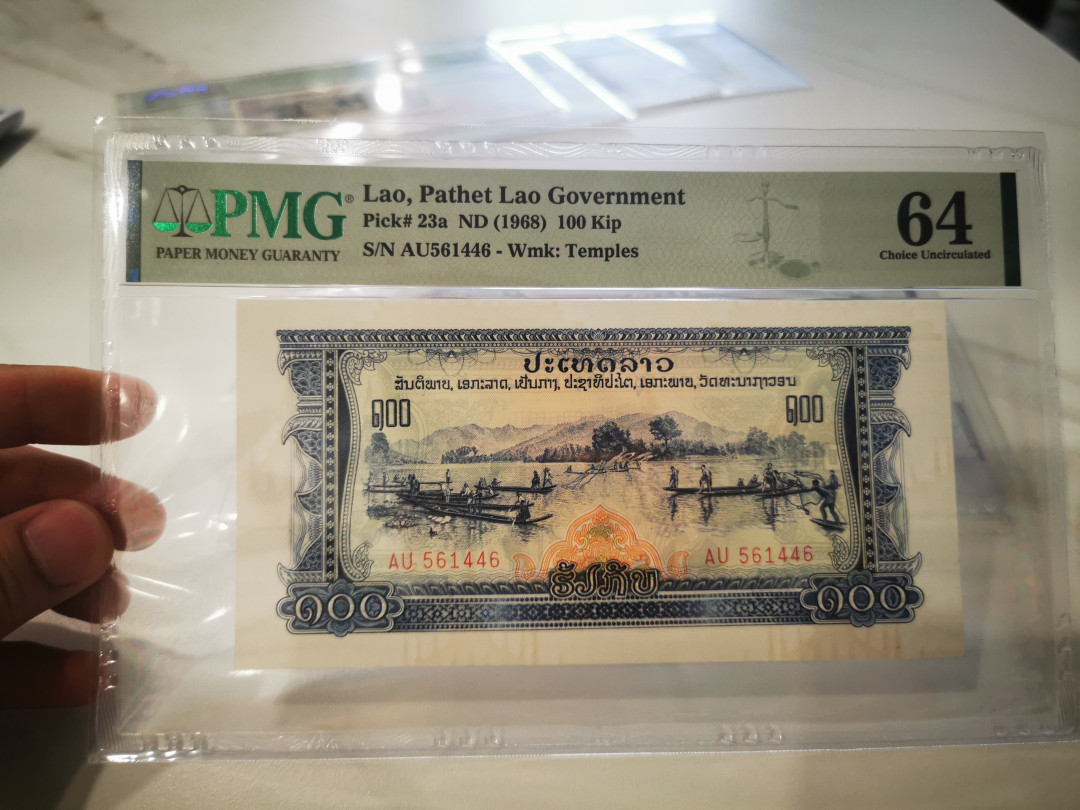 PMG®
PAPER MONEY GUARANTY
Lao, Pathet Lao Government
Pick# 23a ND (1968) 100 Kip
S/N AU561446 - Wmk: Temples
64
Choice Uncirculated
ປະເທດລາວ
ສັນຕິພາບ, ເອກະລາດ, ເປັນກາງ, ປະຊາທິປະໄຕ, ເອກະພາບ, ວັດທະນາຖາວອນ
໑໐໐ ໑໐໐
AU 561446 AU 561446
ຮ້ອຍກີບ
໑໐໐ ໑໐໐